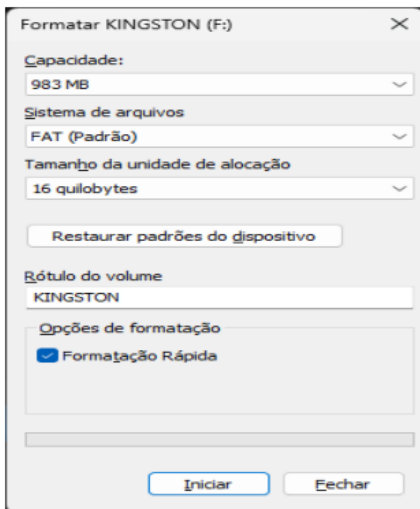 Formatar KINGSTON (F:)
Capacidade:
983 MB
Sistema de arquivos
FAT (Padrão)
Tamanho da unidade de alocação
16 quilobytes
Restaurar padrões do dispositivo
Rótulo do volume
KINGSTON
Opções de formatação
Formatação Rápida
Iniciar Fechar